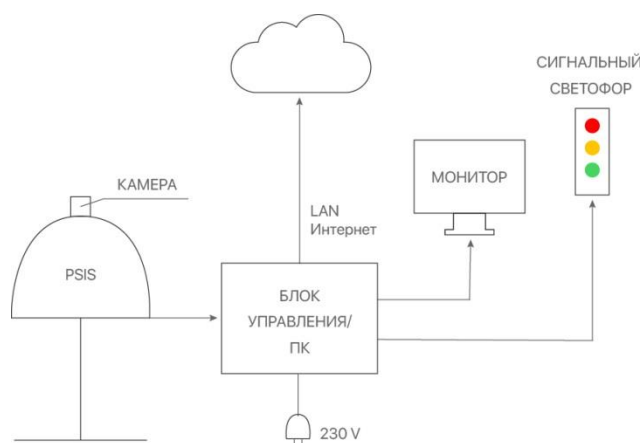 СИГНАЛЬНЫЙ
СВЕТОФОР
КАМЕРА
МОНИТОР
LAN
Интернет
PSIS
БЛОК
УПРАВЛЕНИЯ/
ПК
230 V